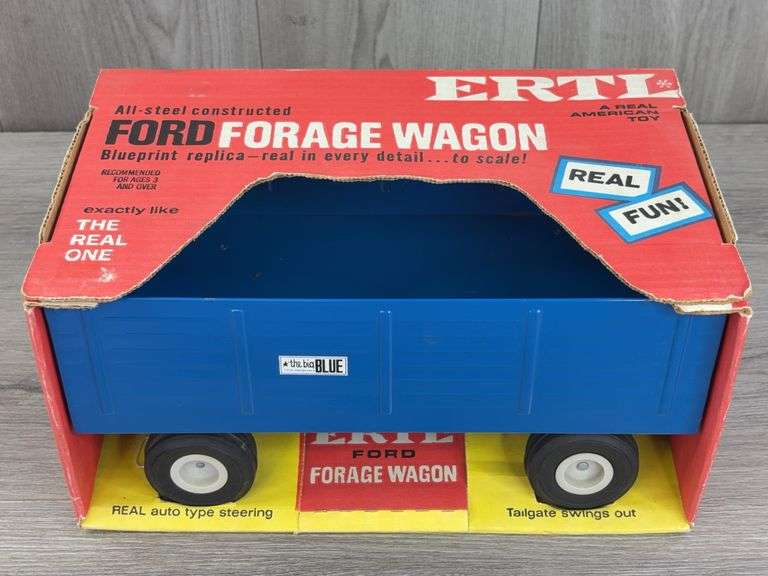 ERTL
A REAL
AMERICAN
TOY
All-steel constructed
FORD FORAGE WAGON
Blueprint replica—real in every detail...to scale!
RECOMMENDED
FOR AGES 3
AND OVER
exactly like
THE
REAL
ONE
REAL
FUN!
the big BLUE
ERTL
FORD
FORAGE WAGON
REAL auto type steering
Tailgate swings out